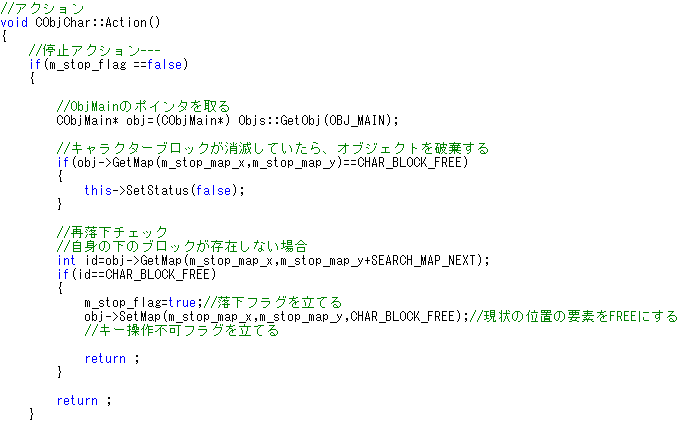 //アクション
void CObjChar::Action()
{
    //停止アクション---
    if(m_stop_flag ==false)
    {
        //ObjMainのポインタを取る
        CObjMain* obj=(CObjMain*) Objs::GetObj(OBJ_MAIN);
        //キャラクターブロックが消滅していたら、オブジェクトを破棄する
        if(obj->GetMap(m_stop_map_x,m_stop_map_y)==CHAR_BLOCK_FREE)
        {
            this->SetStatus(false);
        }
        //再落下チェック
        //自身の下のブロックが存在しない場合
        int id=obj->GetMap(m_stop_map_x,m_stop_map_y+SEARCH_MAP_NEXT);
        if(id==CHAR_BLOCK_FREE)
        {
            m_stop_flag=true;//落下フラグを立てる
            obj->SetMap(m_stop_map_x,m_stop_map_y,CHAR_BLOCK_FREE);//現状の位置の要素をFREEにする
            //キー操作不可フラグを立てる
            return ;
        }
        return ;
    }